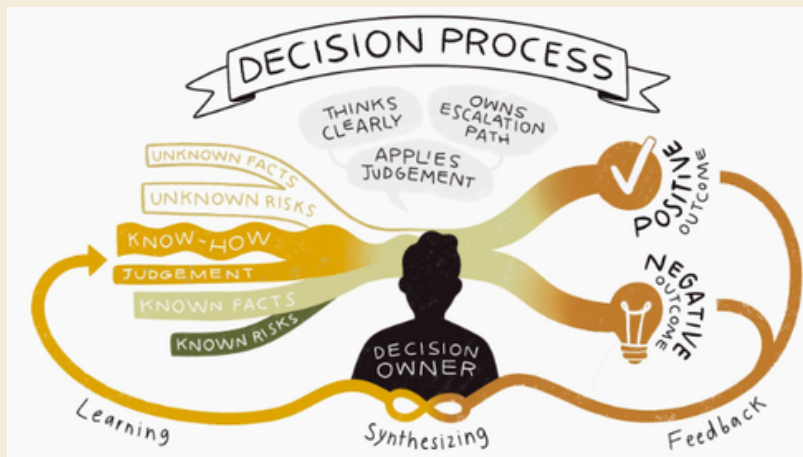 DECISION PROCESS
THINKS
CLEARLY
OWNS
ESCALATION
PATH
APPLIES
JUDGEMENT
UNKNOWN FACTS
UNKNOWN RISKS
KNOW-HOW
JUDGEMENT
KNOWN FACTS
KNOWN RISKS
POSITIVE
OUTCOME
NEGATIVE
OUTCOME
DECISION
OWNER
Learning
Synthesizing
Feedback